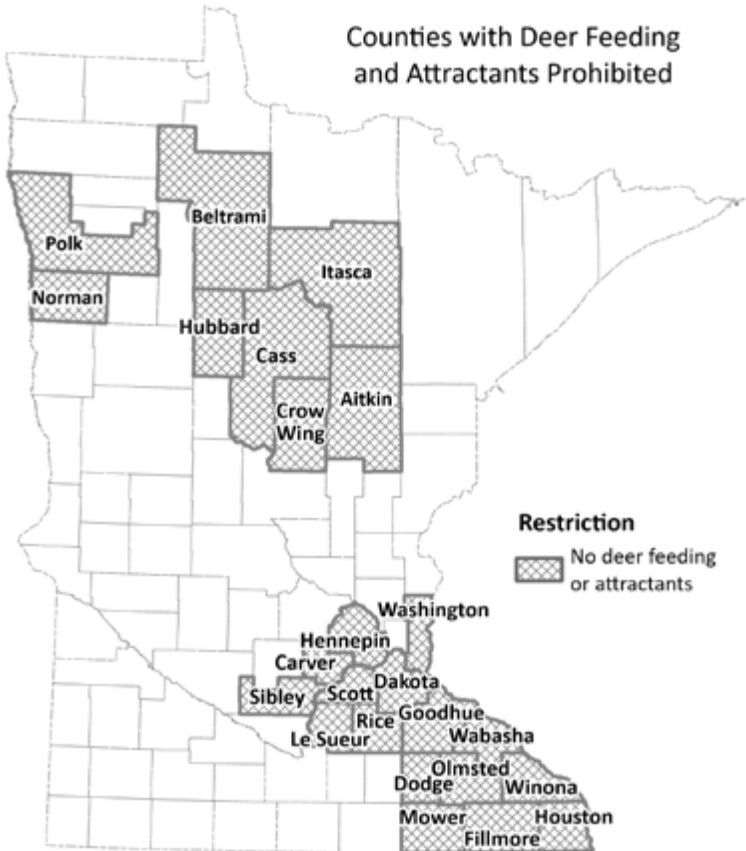 Counties with Deer Feeding
and Attractants Prohibited
Beltrami
Polk
Itasca
Norman
Hubbard
Cass
Aitkin
Crow
Wing
Restriction
No deer feeding
or attractants
Washington
Hennepin
Carver
Dakota
Scott
Sibley
Goodhue
Rice
Wabasha
Le Sueur
Olmsted
Dodge
Winona
Mower
Houston
Fillmore